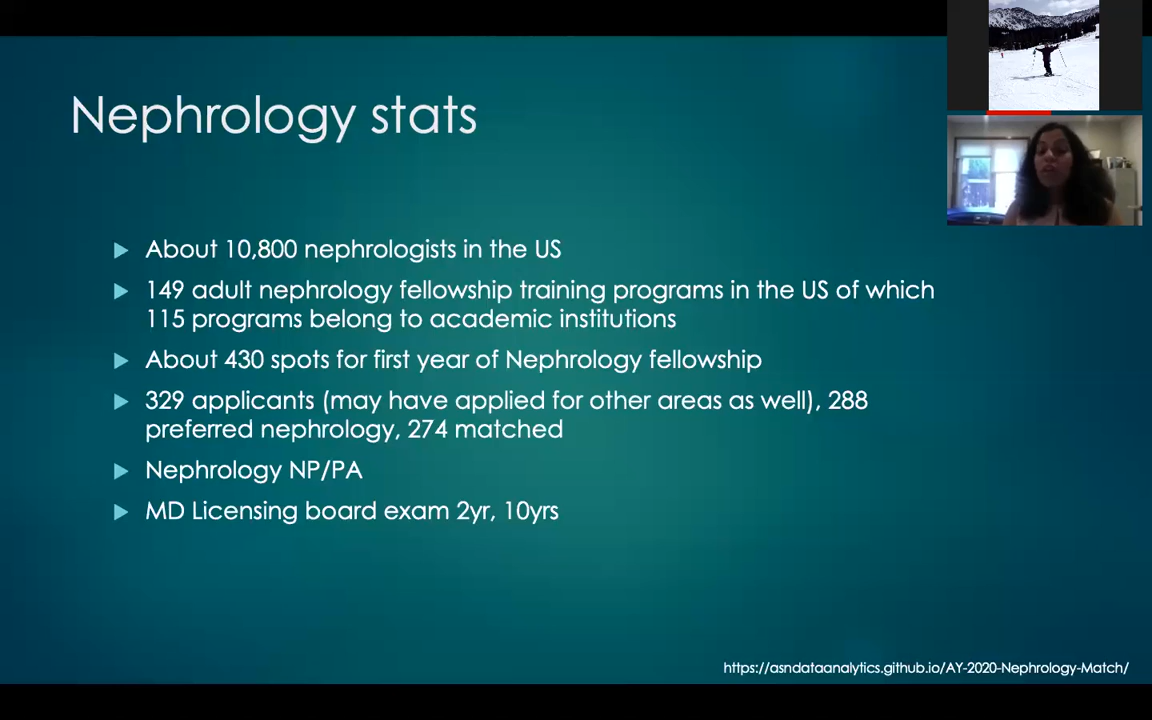 Nephrology stats
About 10,800 nephrologists in the US
149 adult nephrology fellowship training programs in the US of which
115 programs belong to academic institutions
About 430 spots for first year of Nephrology fellowship
329 applicants (may have applied for other areas as well), 288
preferred nephrology, 274 matched
Nephrology NP/PA
MD Licensing board exam 2yr, 10yrs
https://asndataanalytics.github.io/AY-2020-Nephrology-Match/